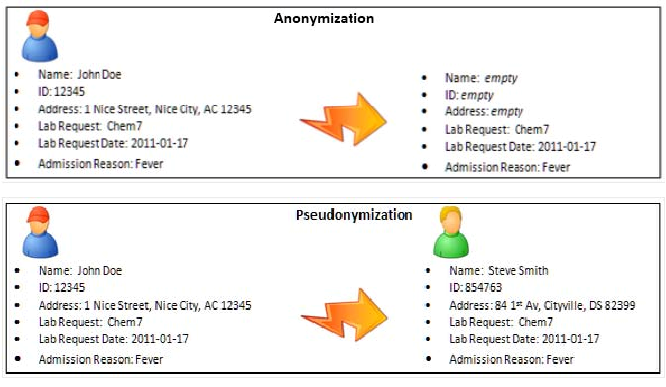 Anonymization
• Name: John Doe
• ID: 12345
• Address: 1 Nice Street, Nice City, AC 12345
• Lab Request: Chem7
• Lab Request Date: 2011-01-17
• Admission Reason: Fever
• Name: empty
• ID: empty
• Address: empty
• Lab Request: Chem7
• Lab Request Date: 2011-01-17
• Admission Reason: Fever
Pseudonymization
• Name: John Doe
• ID: 12345
• Address: 1 Nice Street, Nice City, AC 12345
• Lab Request: Chem7
• Lab Request Date: 2011-01-17
• Admission Reason: Fever
• Name: Steve Smith
• ID: 854763
• Address: 84 1st Av, Cityville, DS 82399
• Lab Request: Chem7
• Lab Request Date: 2011-01-17
• Admission Reason: Fever